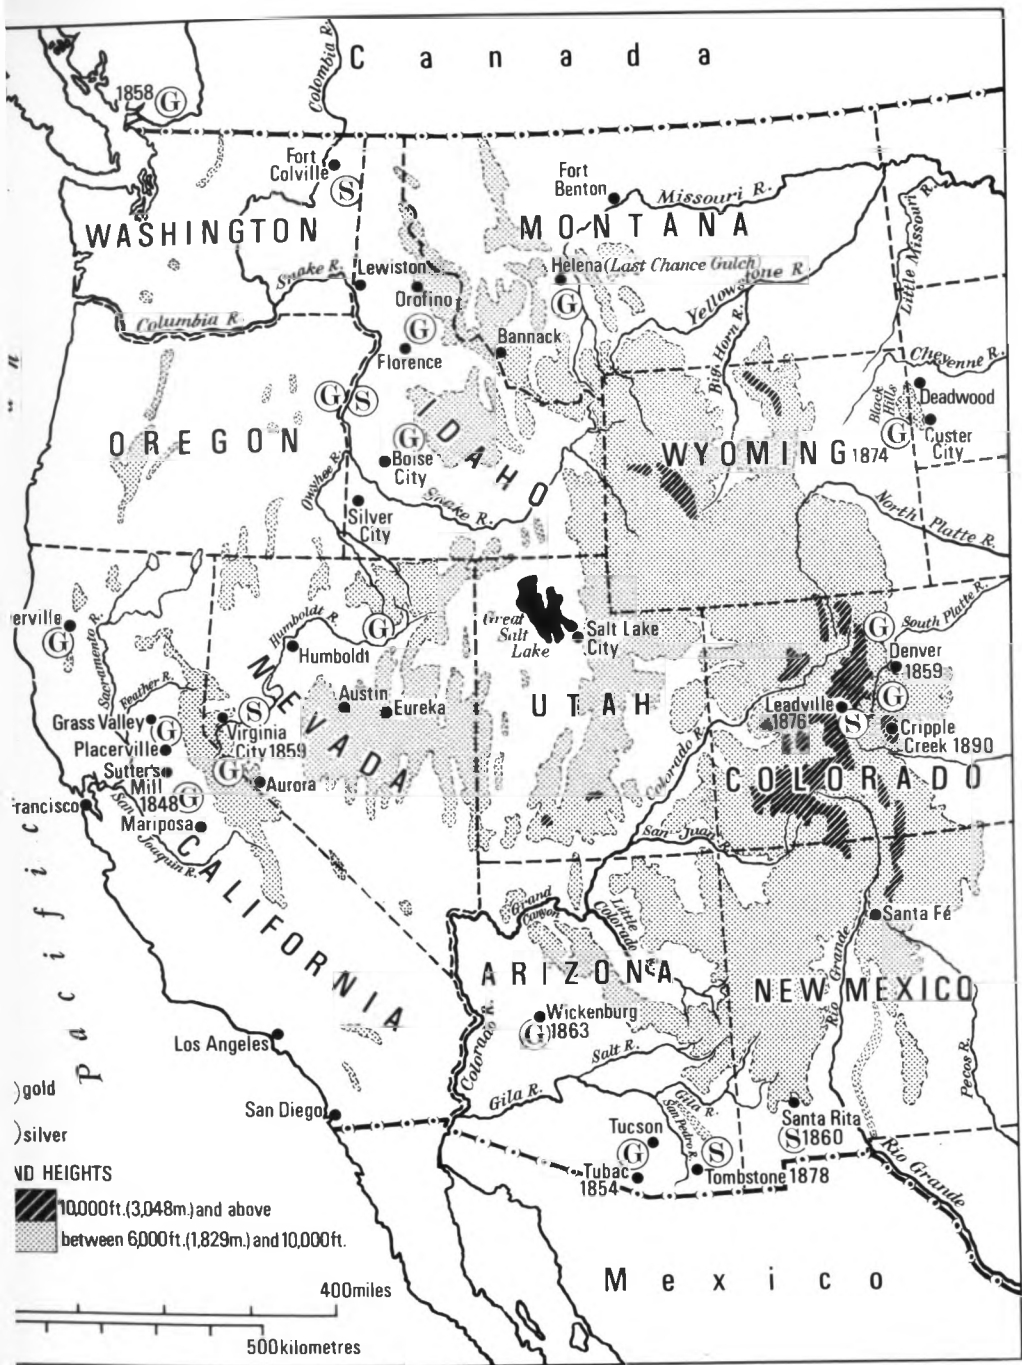 Canada
Colombia R.
1858 G
Fort
Colville
S
WASHINGTON
Snake R.
Lewiston
Columbia R.
Orofino
G
Florence
Fort
Benton
Missouri R.
MONTANA
Helena (Last Chance Gulch)
G
Yellowstone R
Big Horn R.
Little Missouri R.
Bannack
Cheyenne R.
Black
Hills
Deadwood
G
Custer
City
OREGON
G S
IDAHO
G
Boise
City
Owyhee R.
Snake R.
Silver
City
WYOMING 1874
North Platte R.
erville
G
Sacramento R.
Feather R.
Humboldt R.
G
Humboldt
NEVADA
Austin
Eureka
Great
Salt
Lake
Salt Lake
City
UTAH
South Platte R.
G
Denver
1859
G
Leadville
1876
S
Cripple
Creek 1890
COLORADO
Colorado R.
San Juan R.
Grass Valley
G
Placerville
Sutter's
Mill
1848 G
S
Virginia
City 1859
G
Aurora
rancisco
San
Joaquin R.
Mariposa
CALIFORNIA
Pacific
Grand
Canyon
Little
Colorado
ARIZONA
Wickenburg
1863
G
Salt R.
Gila R.
Gila R.
San Pedro R.
Colorado R.
Santa Fé
NEW MEXICO
Rio Grande
Pecos R.
Los Angeles
San Diego
Tucson
G
Tubac
1854
S
Tombstone 1878
Santa Rita
S 1860
Rio Grande
Mexico
gold
silver
ND HEIGHTS
10,000ft.(3,048m.) and above
between 6,000ft.(1,829m.) and 10,000ft.
400miles
500kilometres